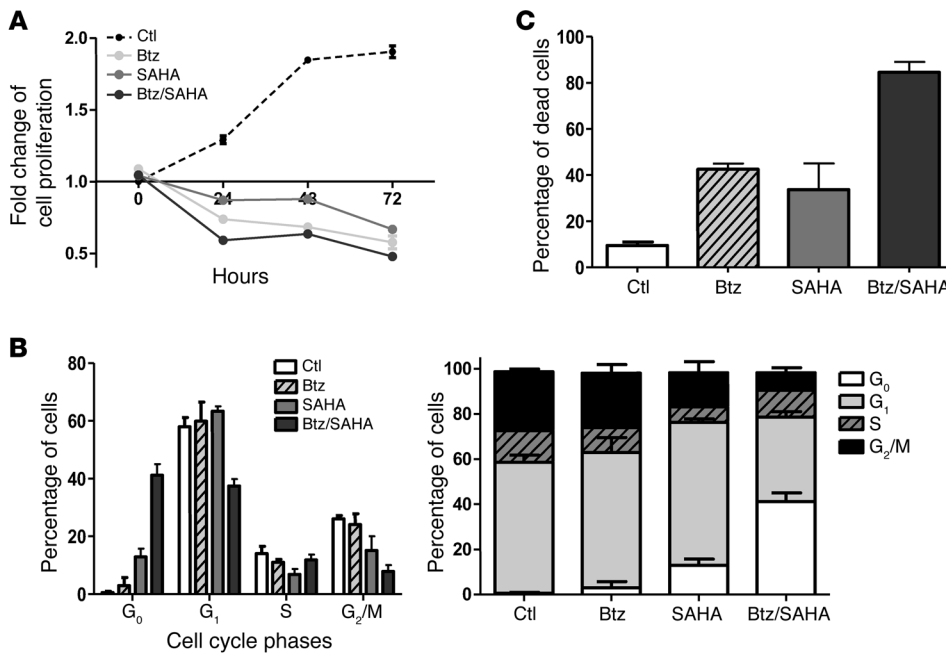 A
Ctl
Btz
SAHA
Btz/SAHA
Fold change of
cell proliferation
2.0
1.5
1.0
0.5
0
24
48
72
Hours
C
Percentage of dead cells
100
80
60
40
20
0
Ctl
Btz
SAHA
Btz/SAHA
B
Percentage of cells
80
60
40
20
0
Ctl
Btz
SAHA
Btz/SAHA
G₀
G₁
S
G₂/M
Cell cycle phases
Percentage of cells
100
80
60
40
20
0
Ctl
Btz
SAHA
Btz/SAHA
G₀
G₁
S
G₂/M